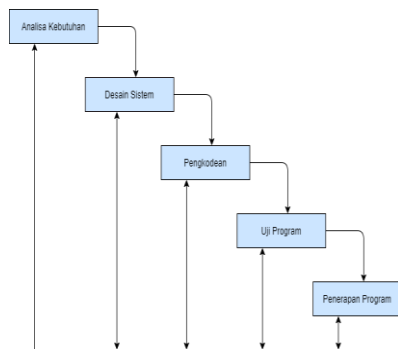 Analisa Kebutuhan
Desain Sistem
Pengkodean
Uji Program
Penerapan Program